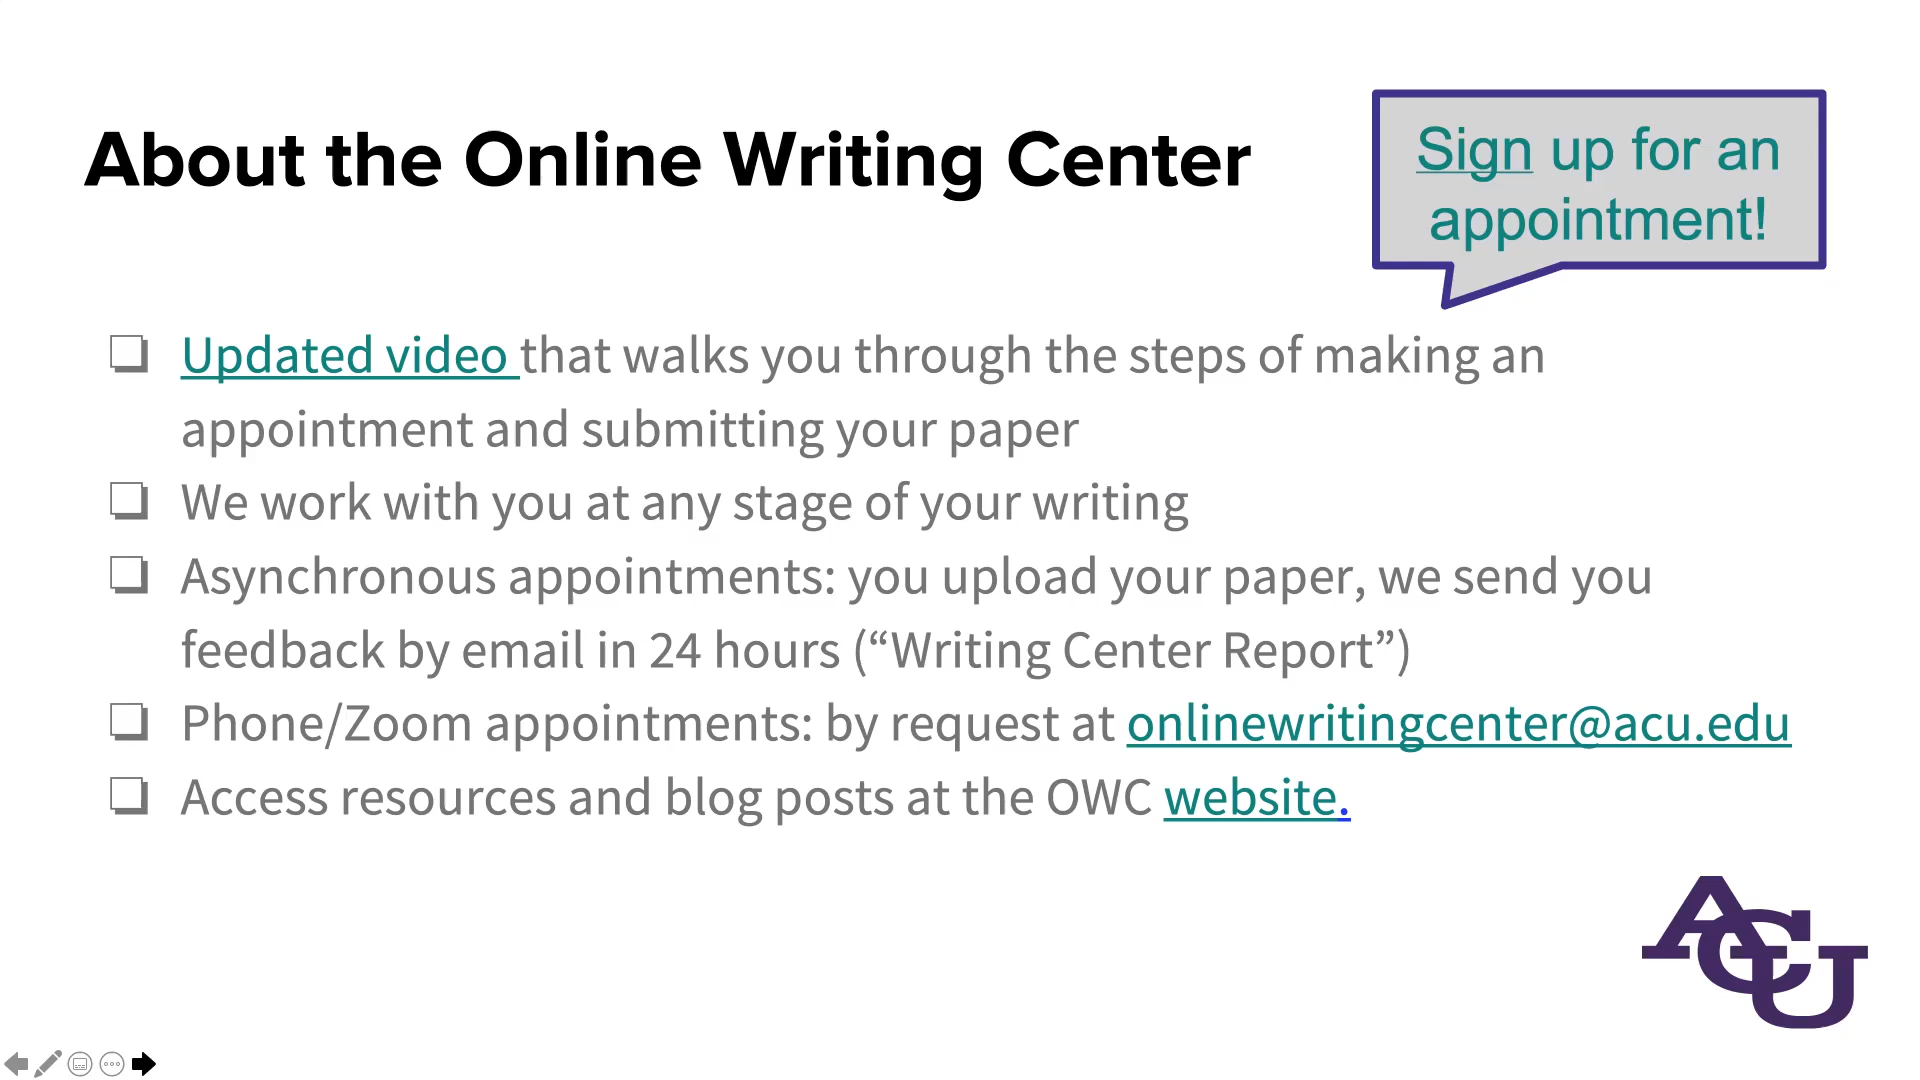 About the Online Writing Center
Sign up for an
appointment!
❏ Updated video that walks you through the steps of making an
appointment and submitting your paper
❏ We work with you at any stage of your writing
❏ Asynchronous appointments: you upload your paper, we send you
feedback by email in 24 hours (“Writing Center Report”)
❏ Phone/Zoom appointments: by request at onlinewritingcenter@acu.edu
❏ Access resources and blog posts at the OWC website.
ACU